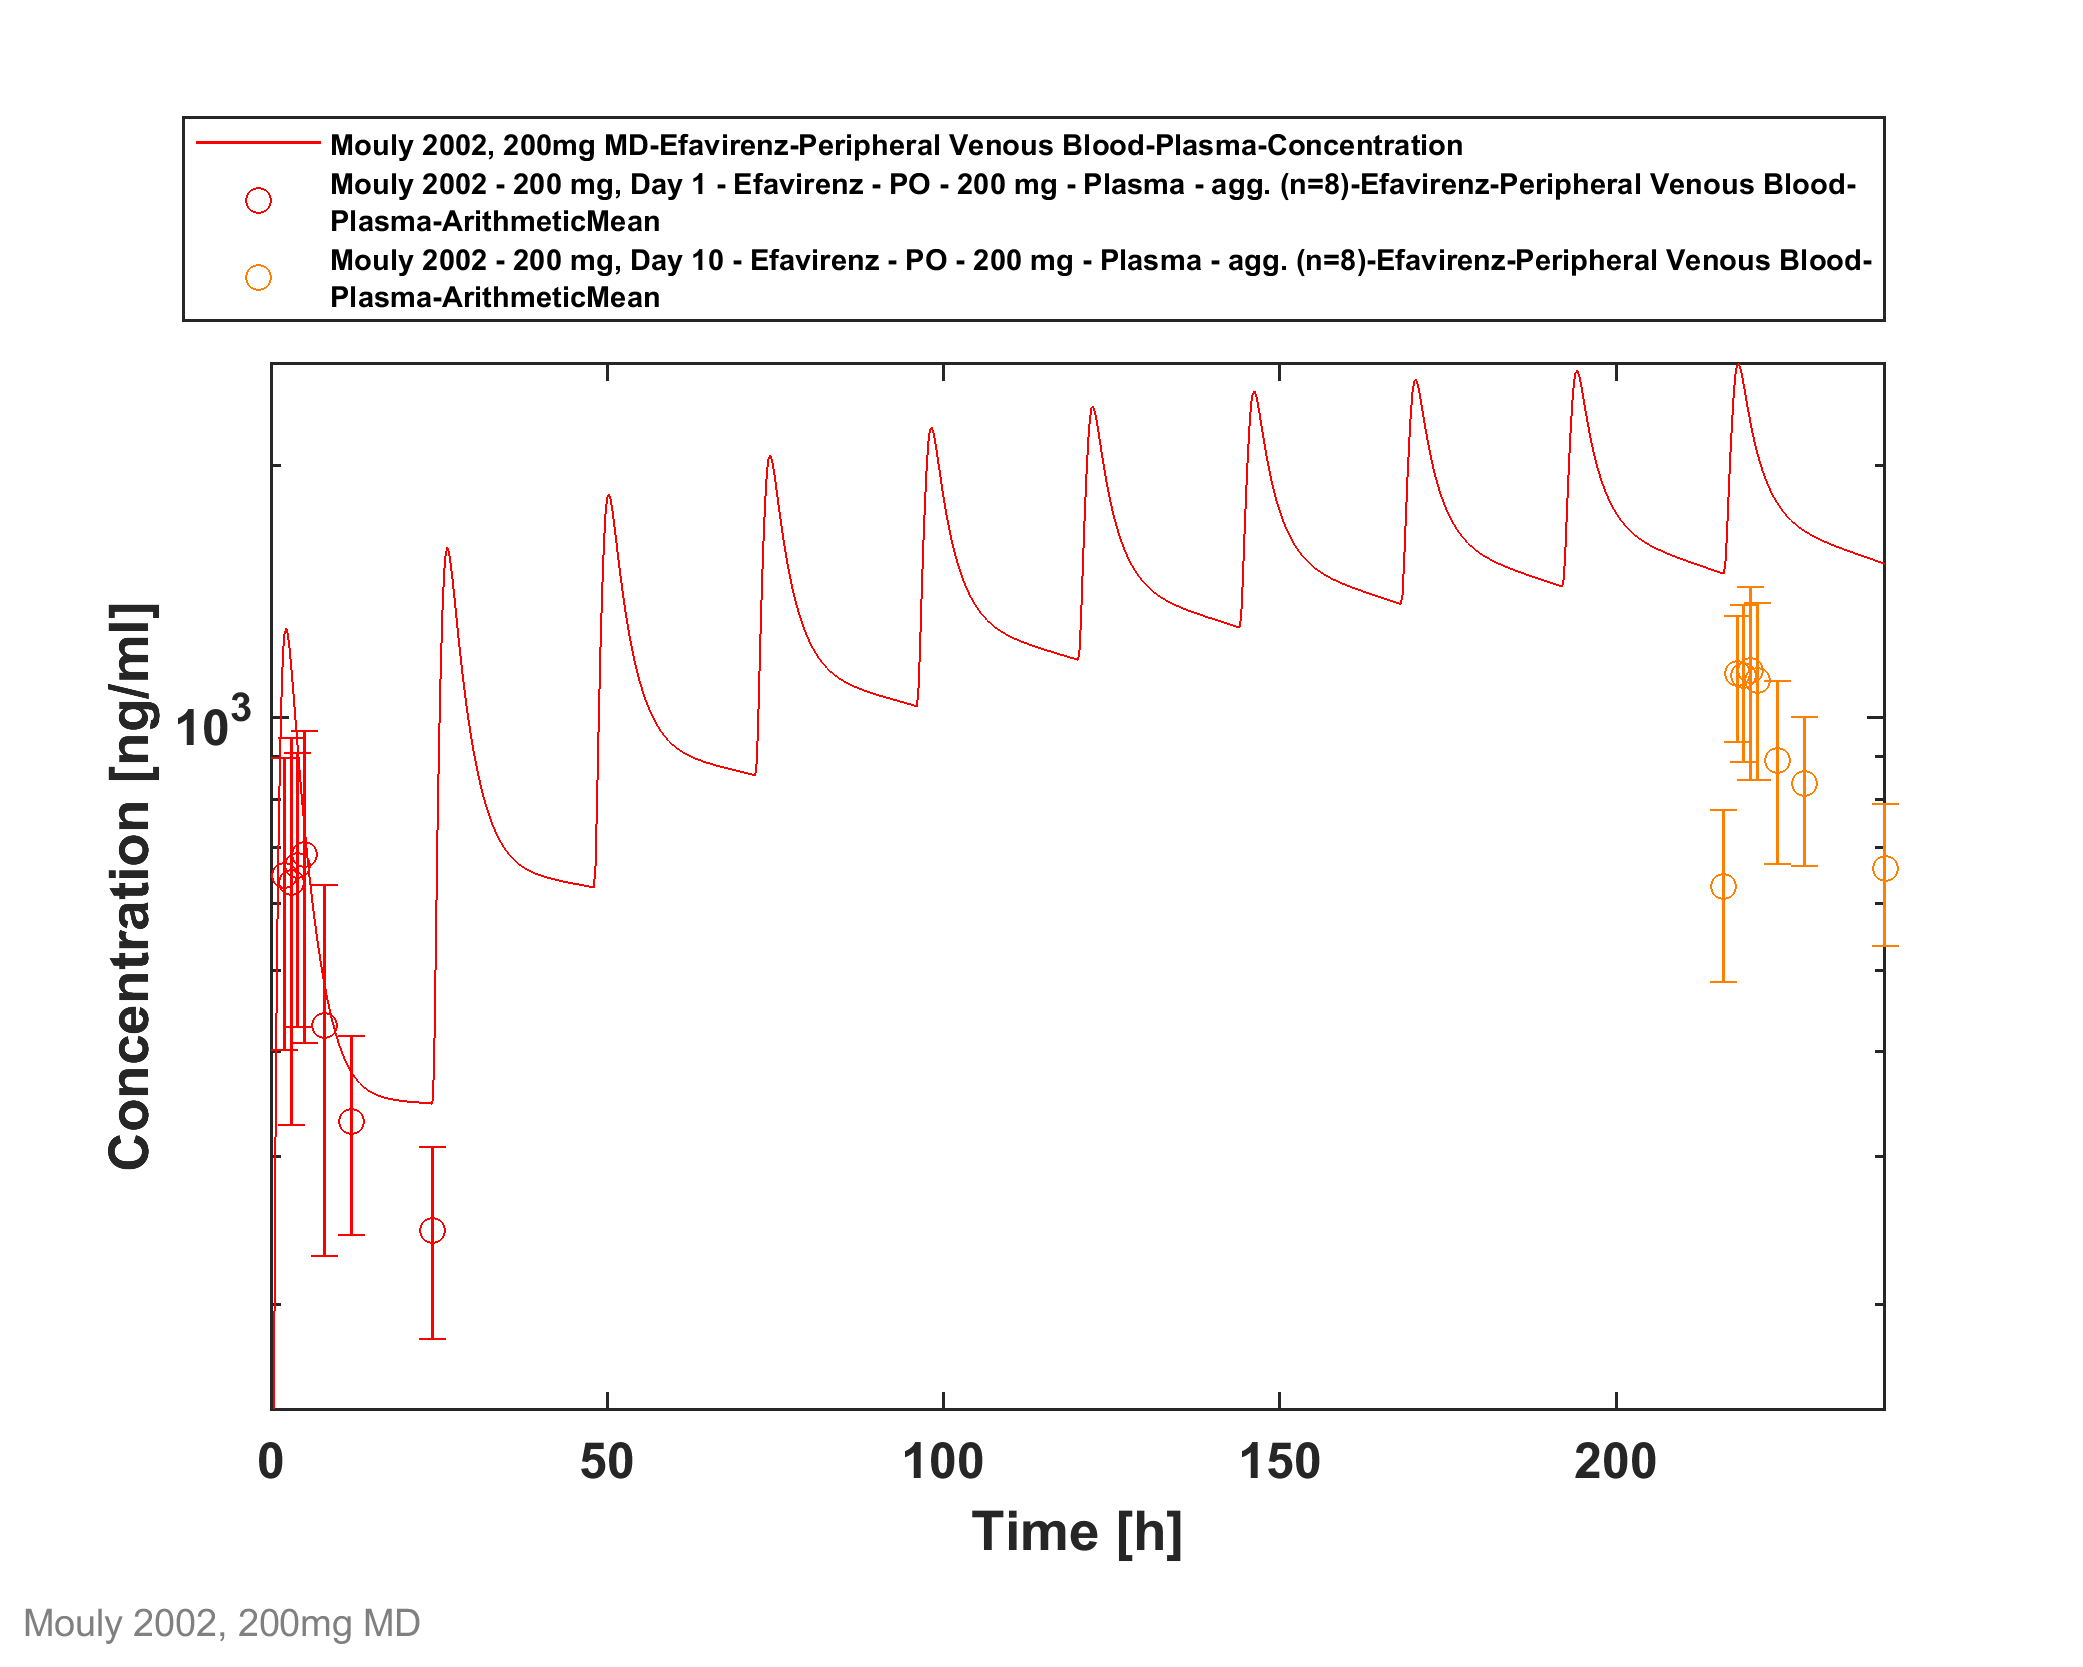 Mouly 2002, 200mg MD-Efavirenz-Peripheral Venous Blood-Plasma-Concentration
Mouly 2002 - 200 mg, Day 1 - Efavirenz - PO - 200 mg - Plasma - agg. (n=8)-Efavirenz-Peripheral Venous Blood-
Plasma-ArithmeticMean
Mouly 2002 - 200 mg, Day 10 - Efavirenz - PO - 200 mg - Plasma - agg. (n=8)-Efavirenz-Peripheral Venous Blood-
Plasma-ArithmeticMean
Concentration [ng/ml]
10^3
0 50 100 150 200
Time [h]
Mouly 2002, 200mg MD